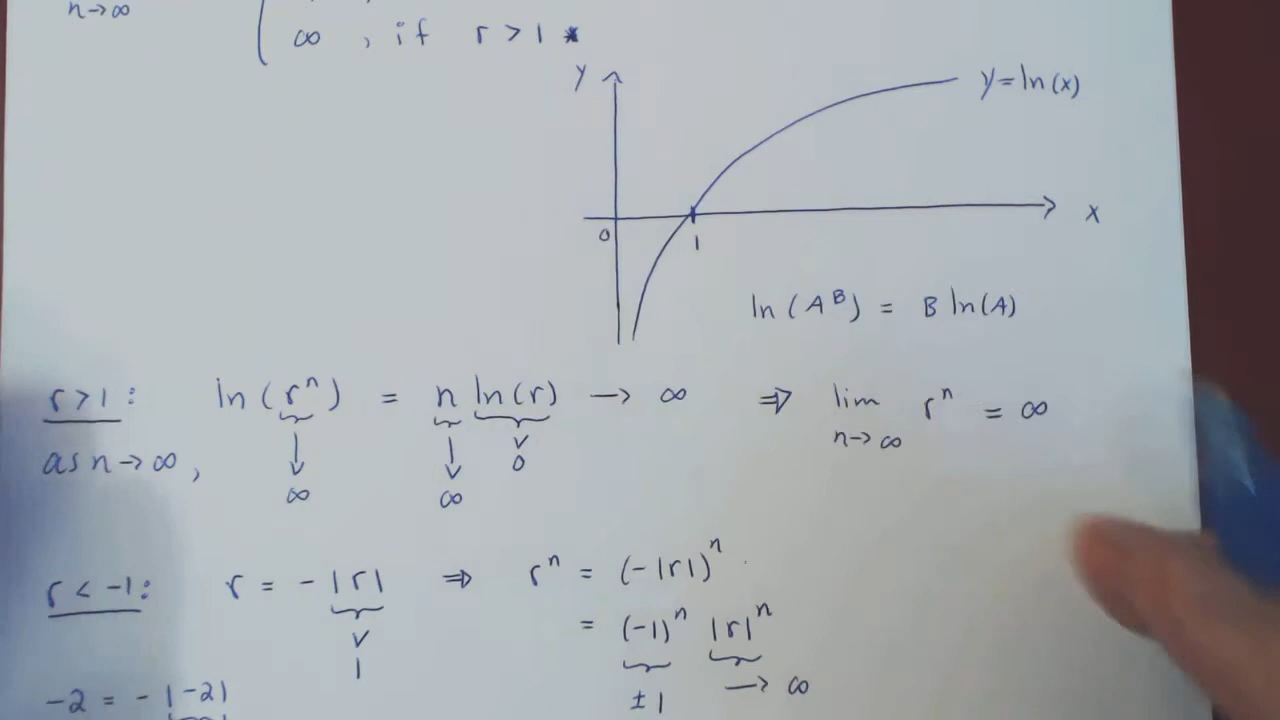 n→∞
∞ , if r > 1 *
y
y = ln(x)
0
1
x
ln(A^B) = B ln(A)
r > 1 : ln(r^n) = n ln(r) → ∞ ⇒ lim r^n = ∞
n→∞
as n→∞,
↓ ↓ ∨
∞ ∞ 0
r < -1 : r = -|r| ⇒ r^n = (-|r|)^n
∨ = (-1)^n |r|^n
1
± 1 → ∞
-2 = -|-2|